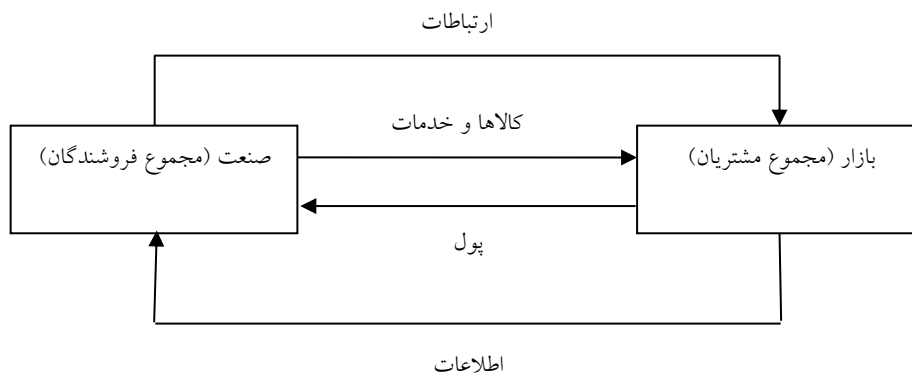 ارتباطات
کالاها و خدمات
بازار (مجموع مشتریان)
صنعت (مجموع فروشندگان)
پول
اطلاعات